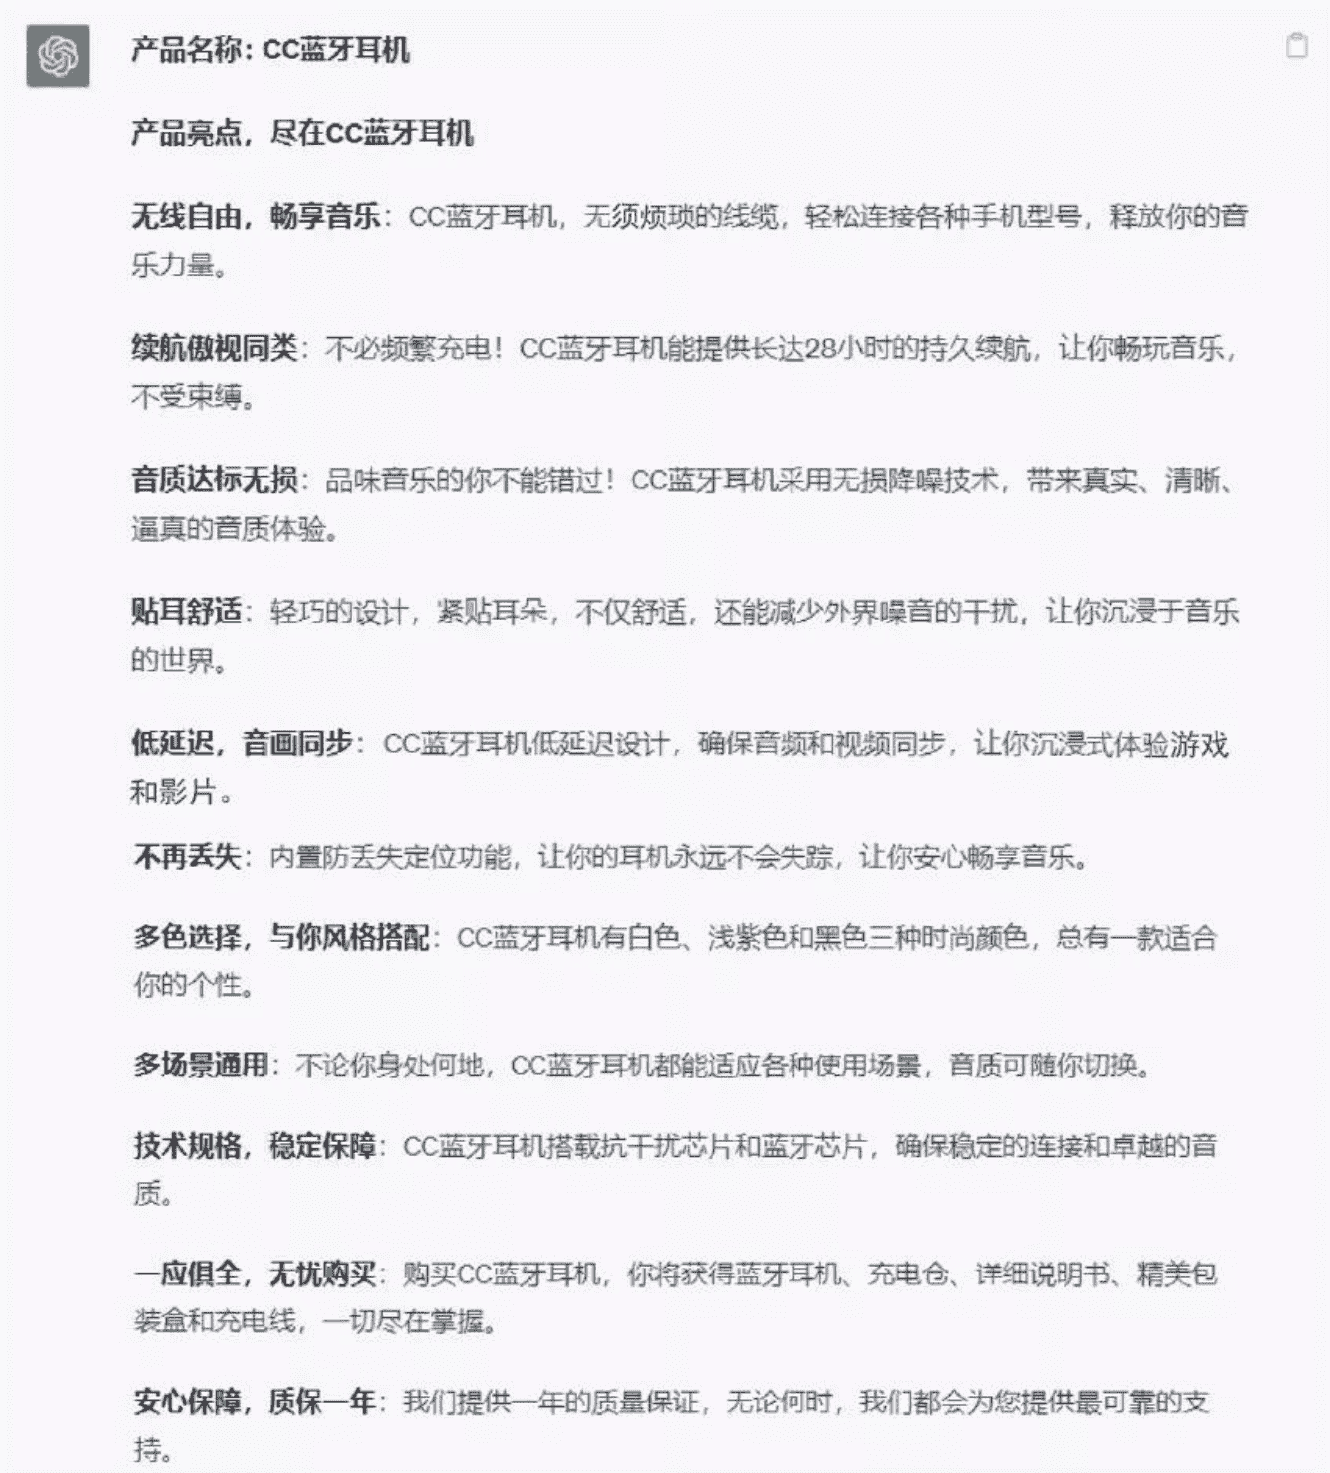 产品名称: CC蓝牙耳机
产品亮点，尽在CC蓝牙耳机
无线自由，畅享音乐：CC蓝牙耳机，无须烦琐的线缆，轻松连接各种手机型号，释放你的音
乐力量。
续航傲视同类：不必频繁充电！CC蓝牙耳机能提供长达28小时的持久续航，让你畅玩音乐，
不受束缚。
音质达标无损：品味音乐的你不能错过！CC蓝牙耳机采用无损降噪技术，带来真实、清晰、
逼真的音质体验。
贴耳舒适：轻巧的设计，紧贴耳朵，不仅舒适，还能减少外界噪音的干扰，让你沉浸于音乐
的世界。
低延迟，音画同步：CC蓝牙耳机低延迟设计，确保音频和视频同步，让你沉浸式体验游戏
和影片。
不再丢失：内置防丢失定位功能，让你的耳机永远不会失踪，让你安心畅享音乐。
多色选择，与你风格搭配：CC蓝牙耳机有白色、浅紫色和黑色三种时尚颜色，总有一款适合
你的个性。
多场景通用：不论你身处何地，CC蓝牙耳机都能适应各种使用场景，音质可随你切换。
技术规格，稳定保障：CC蓝牙耳机搭载抗干扰芯片和蓝牙芯片，确保稳定的连接和卓越的音
质。
一应俱全，无忧购买：购买CC蓝牙耳机，你将获得蓝牙耳机、充电仓、详细说明书、精美包
装盒和充电线，一切尽在掌握。
安心保障，质保一年：我们提供一年的质量保证，无论何时，我们都会为您提供最可靠的支
持。